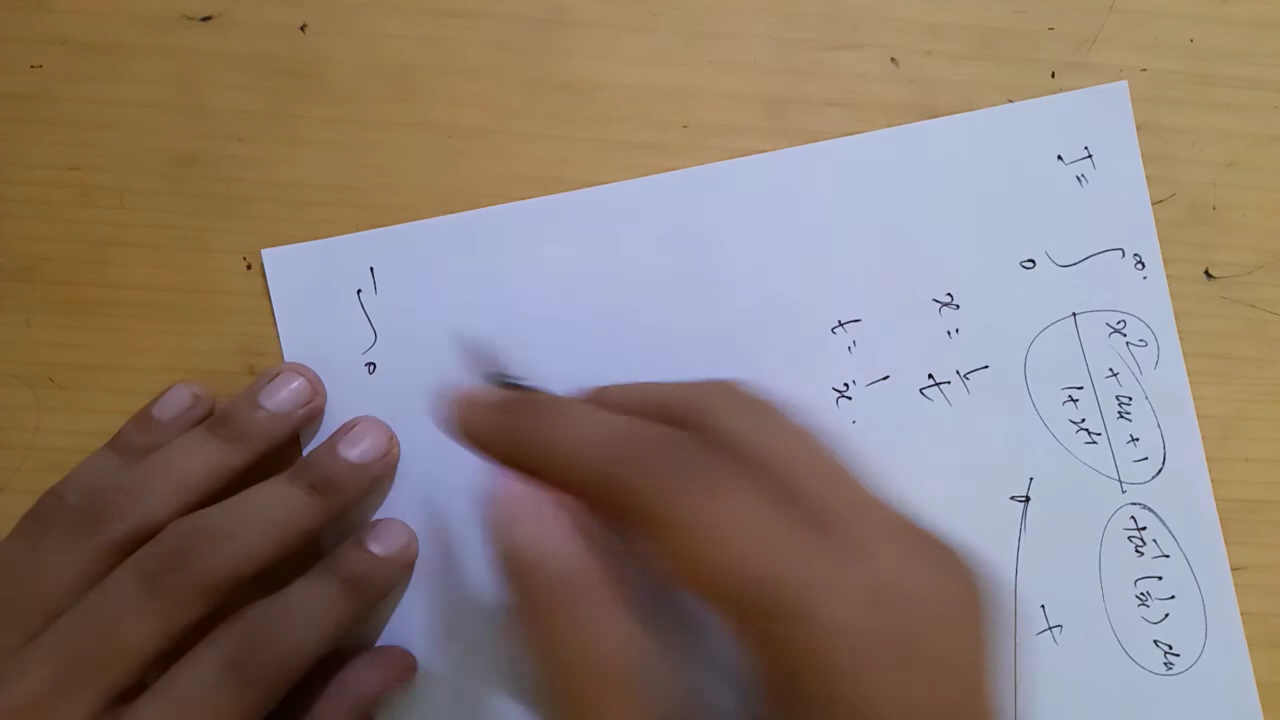 J = ∫₀^∞ (x² + ax + 1)/(1 + x⁴) tan⁻¹(1/x) dx
x = 1/t
t = 1/x.
∫₀